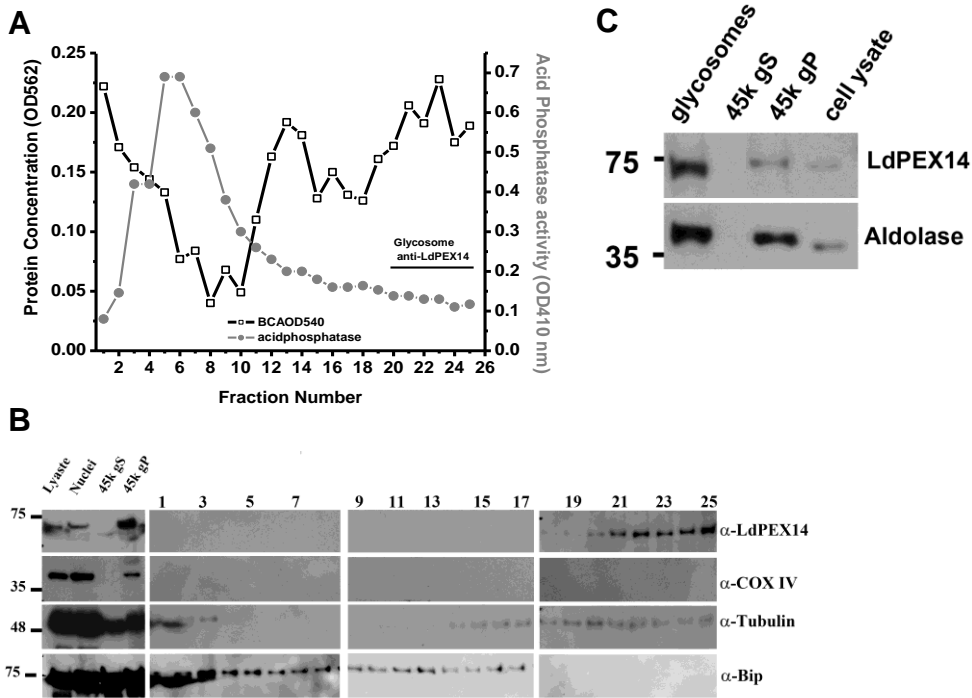 A
Protein Concentration (OD562)
0.25
0.20
0.15
0.10
0.05
0.00
Acid Phosphatase activity (OD410 nm)
0.7
0.6
0.5
0.4
0.3
0.2
0.1
0.0
Glycosome
anti-LdPEX14
BCAOD540
acidphosphatase
2 4 6 8 10 12 14 16 18 20 22 24 26
Fraction Number
C
glycosomes
45k gS
45k gP
cell ysate
75
LdPEX14
35
Aldolase
B
Lyaste
Nuclei
45k gS
45k gP
1 3 5 7 9 11 13 15 17 19 21 23 25
75
α-LdPEX14
35
α-COX IV
48
α-Tubulin
75
α-Bip